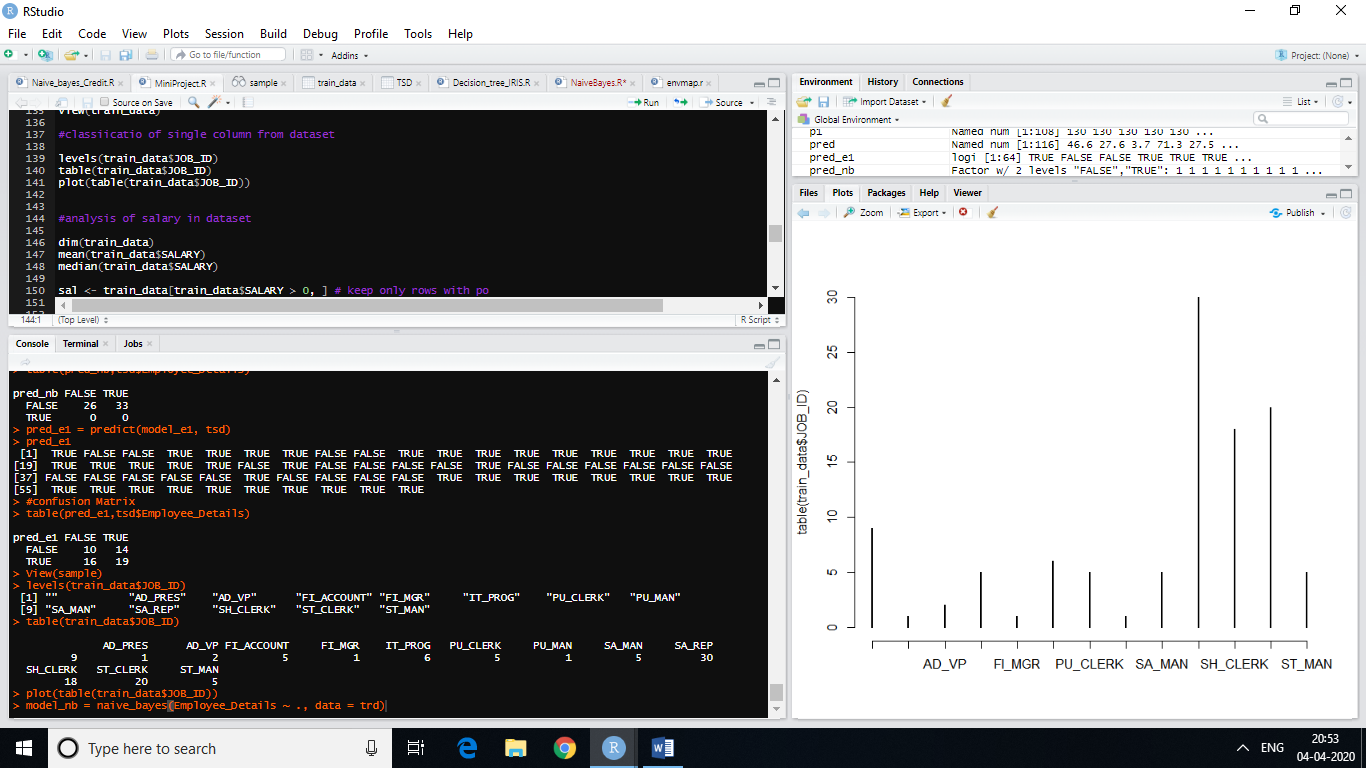 RStudio
File Edit Code View Plots Session Build Debug Profile Tools Help
Go to file/function Addins Project: (None)
Naive_bayes_Credit.R MiniProject.R sample train_data TSD Decision_tree_IRIS.R NaiveBayes.R* envmap.r
Source on Save Run Source
135 View(train_data)
136
137 #classiicatio of single column from dataset
138
139 levels(train_data$JOB_ID)
140 table(train_data$JOB_ID)
141 plot(table(train_data$JOB_ID))
142
143
144 #analysis of salary in dataset
145
146 dim(train_data)
147 mean(train_data$SALARY)
148 median(train_data$SALARY)
149
150 sal <- train_data[train_data$SALARY > 0, ] # keep only rows with po
151
144:1 (Top Level) R Script
Console Terminal Jobs
> table(pred_nb,tsd$Employee_Details)
pred_nb FALSE TRUE
FALSE 26 33
TRUE 0 0
> pred_e1 = predict(model_e1, tsd)
> pred_e1
[1] TRUE FALSE FALSE TRUE TRUE TRUE TRUE FALSE FALSE TRUE TRUE TRUE TRUE TRUE TRUE TRUE TRUE TRUE
[19] TRUE TRUE TRUE TRUE FALSE TRUE FALSE FALSE FALSE FALSE TRUE FALSE FALSE FALSE FALSE FALSE FALSE
[37] FALSE FALSE FALSE FALSE FALSE TRUE FALSE FALSE FALSE FALSE TRUE TRUE TRUE TRUE TRUE TRUE TRUE TRUE
[55] TRUE TRUE TRUE TRUE TRUE TRUE TRUE TRUE TRUE TRUE
> #confusion Matrix
> table(pred_e1,tsd$Employee_Details)
pred_e1 FALSE TRUE
FALSE 10 14
TRUE 16 19
> View(sample)
> levels(train_data$JOB_ID)
[1] "" "AD_PRES" "AD_VP" "FI_ACCOUNT" "FI_MGR" "IT_PROG" "PU_CLERK" "PU_MAN"
[9] "SA_MAN" "SA_REP" "SH_CLERK" "ST_CLERK" "ST_MAN"
> table(train_data$JOB_ID)
AD_PRES AD_VP FI_ACCOUNT FI_MGR IT_PROG PU_CLERK PU_MAN SA_MAN SA_REP
9 1 2 5 1 6 5 1 5 30
SH_CLERK ST_CLERK ST_MAN
18 20 5
> plot(table(train_data$JOB_ID))
> model_nb = naive_bayes(Employee_Details ~ ., data = trd)
Environment History Connections
Import Dataset List
Global Environment
p1 Named num [1:108] 130 130 130 130 130 ...
pred Named num [1:116] 46.6 27.6 3.7 71.3 27.5 ...
pred_e1 logi [1:64] TRUE FALSE FALSE TRUE TRUE TRUE ...
pred_nb Factor w/ 2 levels "FALSE","TRUE": 1 1 1 1 1 1 1 1 1 1 ...
Files Plots Packages Help Viewer
Zoom Export Publish
table(train_data$JOB_ID)
30
25
20
15
10
5
0
AD_VP FI_MGR PU_CLERK SA_MAN SH_CLERK ST_MAN
Type here to search
ENG
20:53
04-04-2020